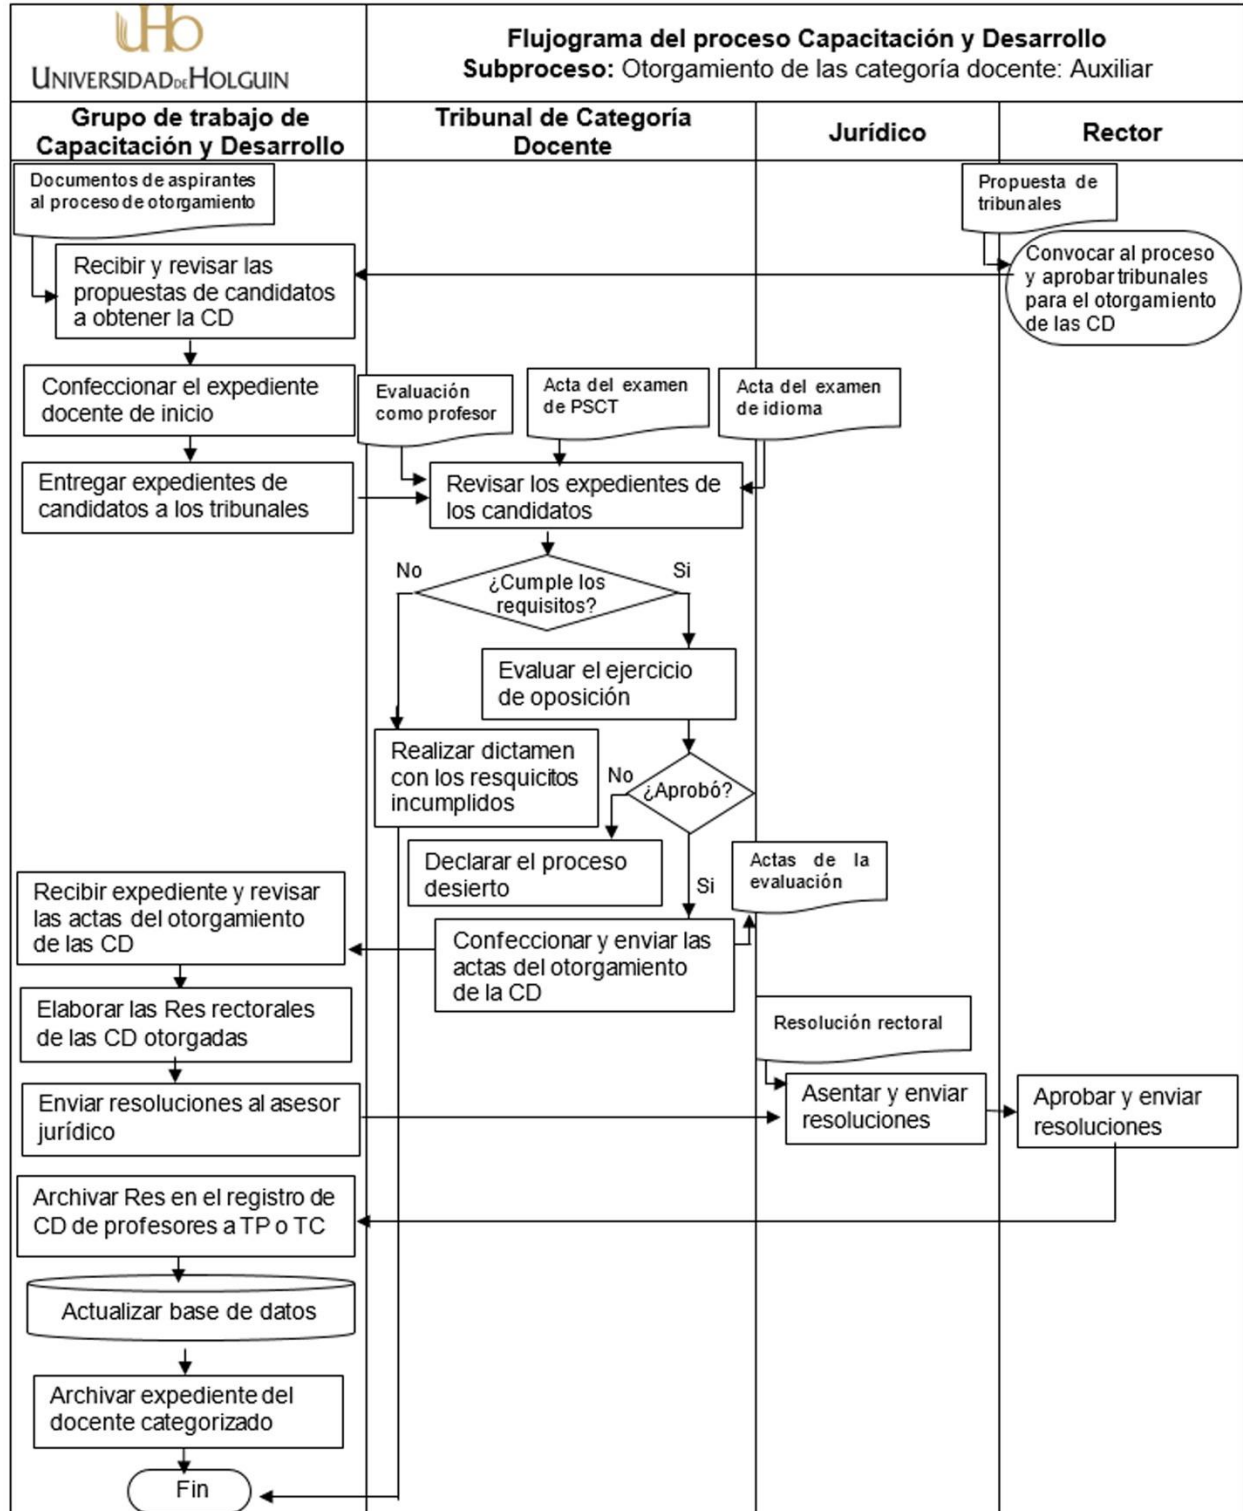 uHo
UNIVERSIDAD DE HOLGUIN
Flujograma del proceso Capacitación y Desarrollo
Subproceso: Otorgamiento de las categoría docente: Auxiliar
Grupo de trabajo de
Capacitación y Desarrollo
Tribunal de Categoría
Docente
Jurídico
Rector
Documentos de aspirantes
al proceso de otorgamiento
Propuesta de
tribunales
Recibir y revisar las
propuestas de candidatos
a obtener la CD
Convocar al proceso
y aprobar tribunales
para el otorgamiento
de las CD
Confeccionar el expediente
docente de inicio
Evaluación
como profesor
Acta del examen
de PSCT
Acta del examen
de idioma
Entregar expedientes de
candidatos a los tribunales
Revisar los expedientes de
los candidatos
No
¿Cumple los
requisitos?
Si
Evaluar el ejercicio
de oposición
Realizar dictamen
con los resquicitos
incumplidos
No
¿Aprobó?
Declarar el proceso
desierto
Si
Actas de la
evaluación
Recibir expediente y revisar
las actas del otorgamiento
de las CD
Confeccionar y enviar las
actas del otorgamiento
de la CD
Elaborar las Res rectorales
de las CD otorgadas
Resolución rectoral
Enviar resoluciones al asesor
jurídico
Asentar y enviar
resoluciones
Aprobar y enviar
resoluciones
Archivar Res en el registro de
CD de profesores a TP o TC
Actualizar base de datos
Archivar expediente del
docente categorizado
Fin